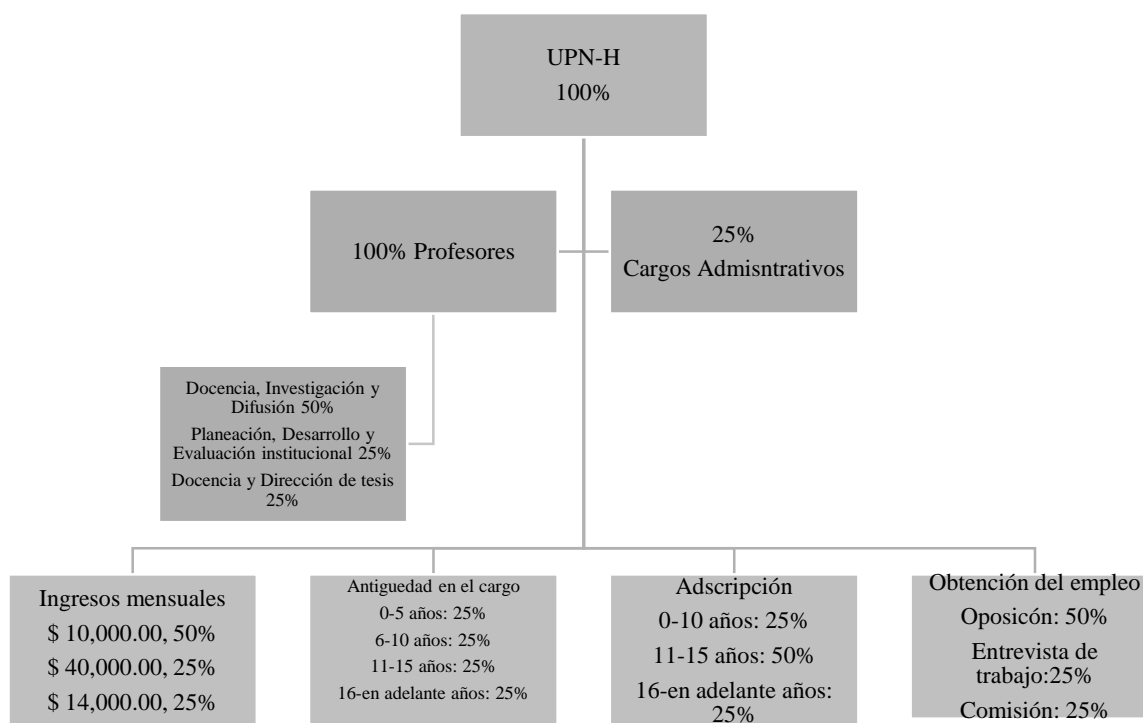 UPN-H
100%
100% Profesores
25%
Cargos Admisntrativos
Docencia, Investigación y
Difusión 50%
Planeación, Desarrollo y
Evaluación institucional 25%
Docencia y Dirección de tesis
25%
Ingresos mensuales
$ 10,000.00, 50%
$ 40,000.00, 25%
$ 14,000.00, 25%
Antiguedad en el cargo
0-5 años: 25%
6-10 años: 25%
11-15 años: 25%
16-en adelante años: 25%
Adscripción
0-10 años: 25%
11-15 años: 50%
16-en adelante años:
25%
Obtención del empleo
Oposicón: 50%
Entrevista de
trabajo:25%
Comisión: 25%